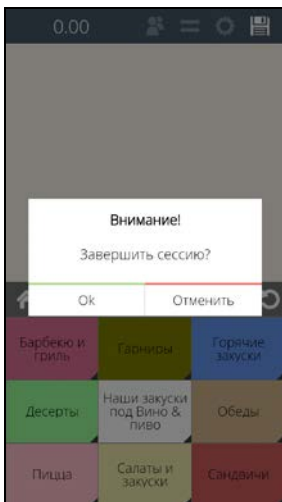 0.00
Внимание!
Завершить сессию?
Ok
Отменить
Барбекю и
гриль
Гарниры
Горячие
закуски
Десерты
Наши закуски
под Вино &
пиво
Обеды
Пицца
Салаты и
закуски
Сандвичи